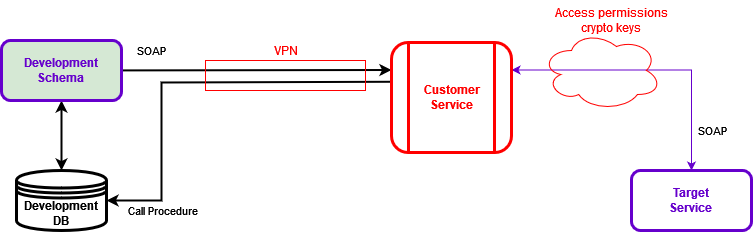 Access permissions
crypto keys
SOAP
VPN
Development
Schema
Customer
Service
SOAP
Development
DB
Call Procedure
Target
Service